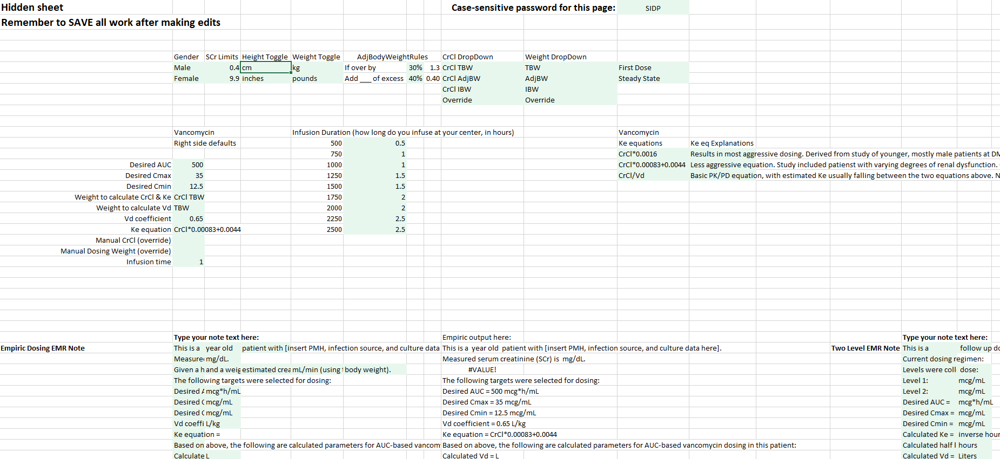 Hidden sheet Case-sensitive password for this page: SIDP
Remember to SAVE all work after making edits
Gender SCr Limits Height Toggle Weight Toggle AdjBodyWeightRules CrCl DropDown Weight DropDown
Male 0.4 cm kg If over by 30% 1.3 CrCl TBW TBW First Dose
Female 9.9 inches pounds Add ___ of excess 40% 0.40 CrCl AdjBW AdjBW Steady State
CrCl IBW IBW
Override Override
Vancomycin Infusion Duration (how long do you infuse at your center, in hours) Vancomycin
Right side defaults 500 0.5 Ke equations Ke eq Explanations
750 1 CrCl*0.0016 Results in most aggressive dosing. Derived from study of younger, mostly male patients at DM
Desired AUC 500 1000 1 CrCl*0.00083+0.0044 Less aggressive equation. Study included patienst with varying degrees of renal dysfunction.
Desired Cmax 35 1250 1.5 CrCl/Vd Basic PK/PD equation, with estimated Ke usually falling between the two equations above. N
Desired Cmin 12.5 1500 1.5
Weight to calculate CrCl & Ke CrCl TBW 1750 2
Weight to calculate Vd TBW 2000 2
Vd coefficient 0.65 2250 2.5
Ke equation CrCl*0.00083+0.0044 2500 2.5
Manual CrCl (override)
Manual Dosing Weight (override)
Infusion time 1
Type your note text here: Empiric output here: Type your note text here:
Empiric Dosing EMR Note This is a year old patient with [insert PMH, infection source, and culture data This is a year old patient with [insert PMH, infection source, and culture data here]. Two Level EMR Note This is a follow up do
Measure mg/dL. Measured serum creatinine (SCr) is mg/dL. Current dosing regimen:
Given a h and a weig estimated crea mL/min (using t body weight). #VALUE! Levels were coll dose:
The following targets were selected for dosing: The following targets were selected for dosing: Level 1: mcg/mL
Desired A mcg*h/mL Desired AUC = 500 mcg*h/mL Level 2: mcg/mL
Desired C mcg/mL Desired Cmax = 35 mcg/mL Desired AUC = mcg*h/mL
Desired C mcg/mL Desired Cmin = 12.5 mcg/mL Desired Cmax = mcg/mL
Vd coeffi L/kg Vd coefficient = 0.65 L/kg Desired Cmin = mcg/mL
Ke equation = Ke equation = CrCl*0.00083+0.0044 Calculated Ke = inverse hour
Based on above, the following are calculated parameters for AUC-based vancom Based on above, the following are calculated parameters for AUC-based vancomycin dosing in this patient: Calculated half l hours
Calculate L Calculated Vd = L Calculated Vd = Liters